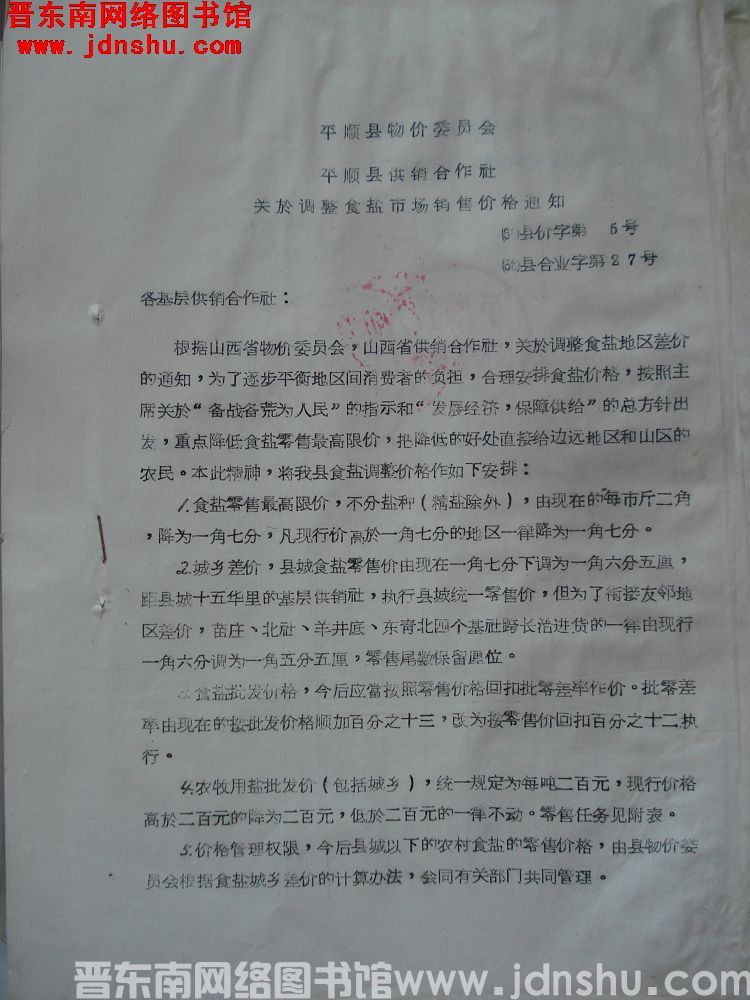 晋东南网络图书馆
www.jdnshu.com
平顺县物价委员会
平顺县供销合作社
关於调整食盐市场销售价格通知
县价字第 5号
(66)县合业字第27号
各基层供销合作社：
根据山西省物价委员会，山西省供销合作社，关於调整食盐地区差价
的通知，为了逐步平衡地区间消费者的负担，合理安排食盐价格，按照主
席关於“备战备荒为人民”的指示和“发展经济，保障供给”的总方针出
发，重点降低食盐零售最高限价，把降低的好处直接给边远地区和山区的
农民。本此精神，将我县食盐调整价格作如下安排：
1.食盐零售最高限价，不分盐种（精盐除外），由现在的每市斤二角
，降为一角七分，凡现行价高於一角七分的地区一律降为一角七分。
2.城乡差价，县城食盐零售价由现在一角七分下调为一角六分五厘，
距县城十五华里的基层供销社，执行县城统一零售价，但为了衔接友邻地
区差价，苗庄、北社、羊井底、东青北四个基社跨长治进货的一律由现行
一角六分调为一角五分五厘，零售尾数保留厘位。
3.食盐批发价格，今后应当按照零售价格回扣批零差率作价。批零差
率由现在的按批发价格顺加百分之十三，改为按零售价回扣百分之十二执
行。
4.农牧用盐批发价（包括城乡），统一规定为每吨二百元，现行价格
高於二百元的降为二百元，低於二百元的一律不动。零售任务见附表。
5.价格管理权限，今后县城以下的农村食盐的零售价格，由县物价委
员会根据食盐城乡差价的计算办法，会同有关部门共同管理。
晋东南网络图书馆www.jdnshu.com